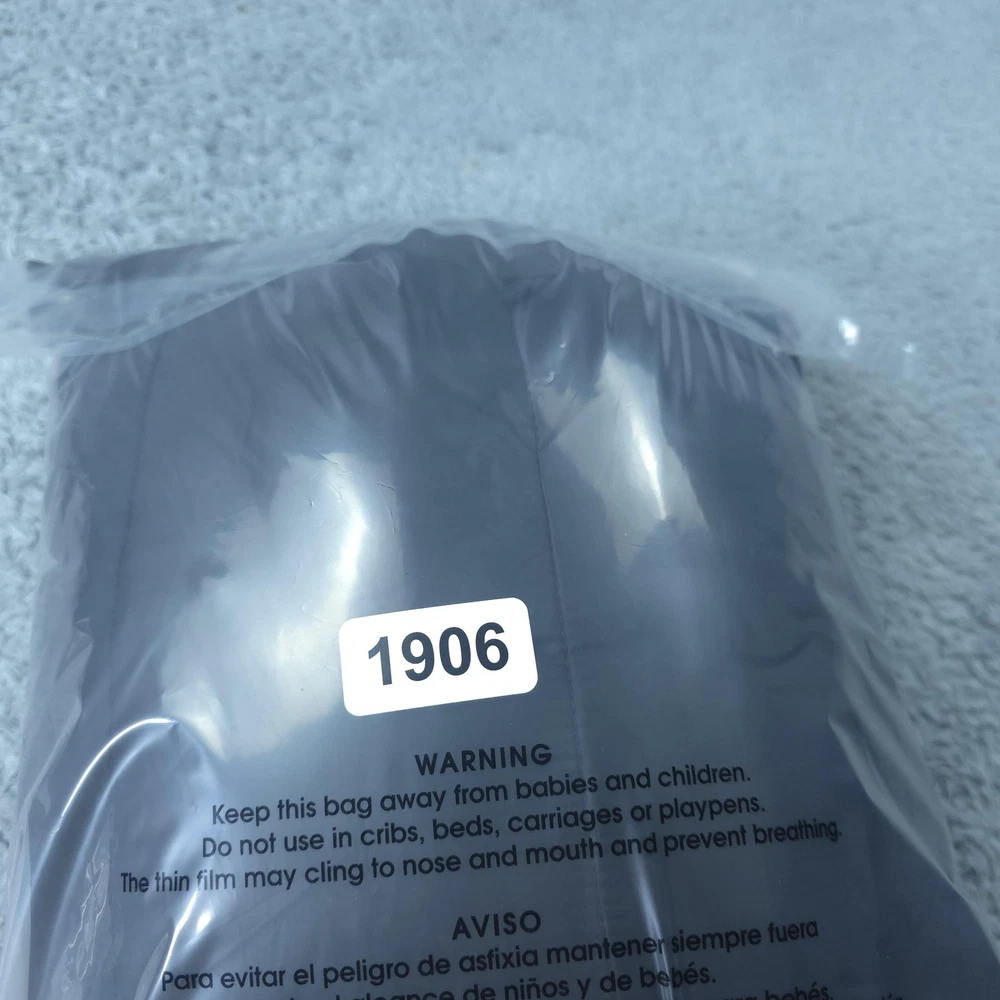 1906
WARNING
Keep this bag away from babies and children.
Do not use in cribs, beds, carriages or playpens.
The thin film may cling to nose and mouth and prevent breathing.
AVISO
Para evitar el peligro de asfixia mantener siempre fuera
alcance de niños y de bebés.
bebés,